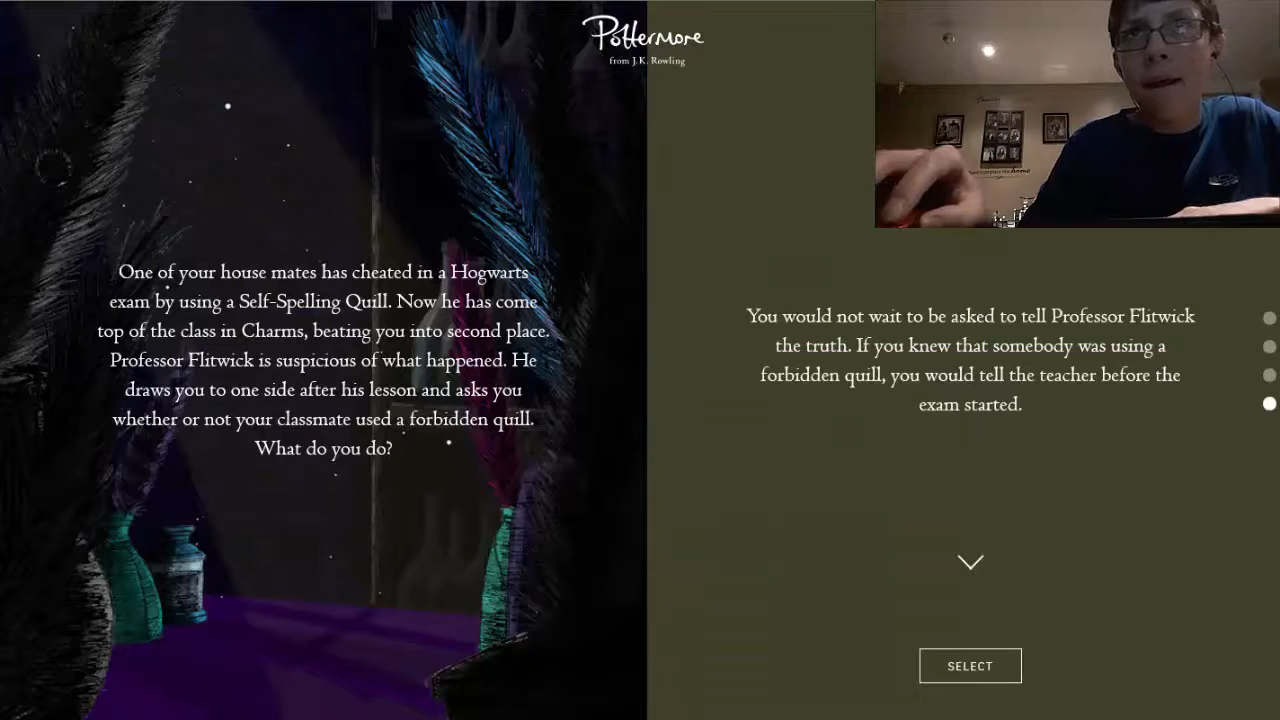 Pottermore
from J.K. Rowling
One of your house mates has cheated in a Hogwarts
exam by using a Self-Spelling Quill. Now he has come
top of the class in Charms, beating you into second place.
Professor Flitwick is suspicious of what happened. He
draws you to one side after his lesson and asks you
whether or not your classmate used a forbidden quill.
What do you do?
You would not wait to be asked to tell Professor Flitwick
the truth. If you knew that somebody was using a
forbidden quill, you would tell the teacher before the
exam started.
SELECT